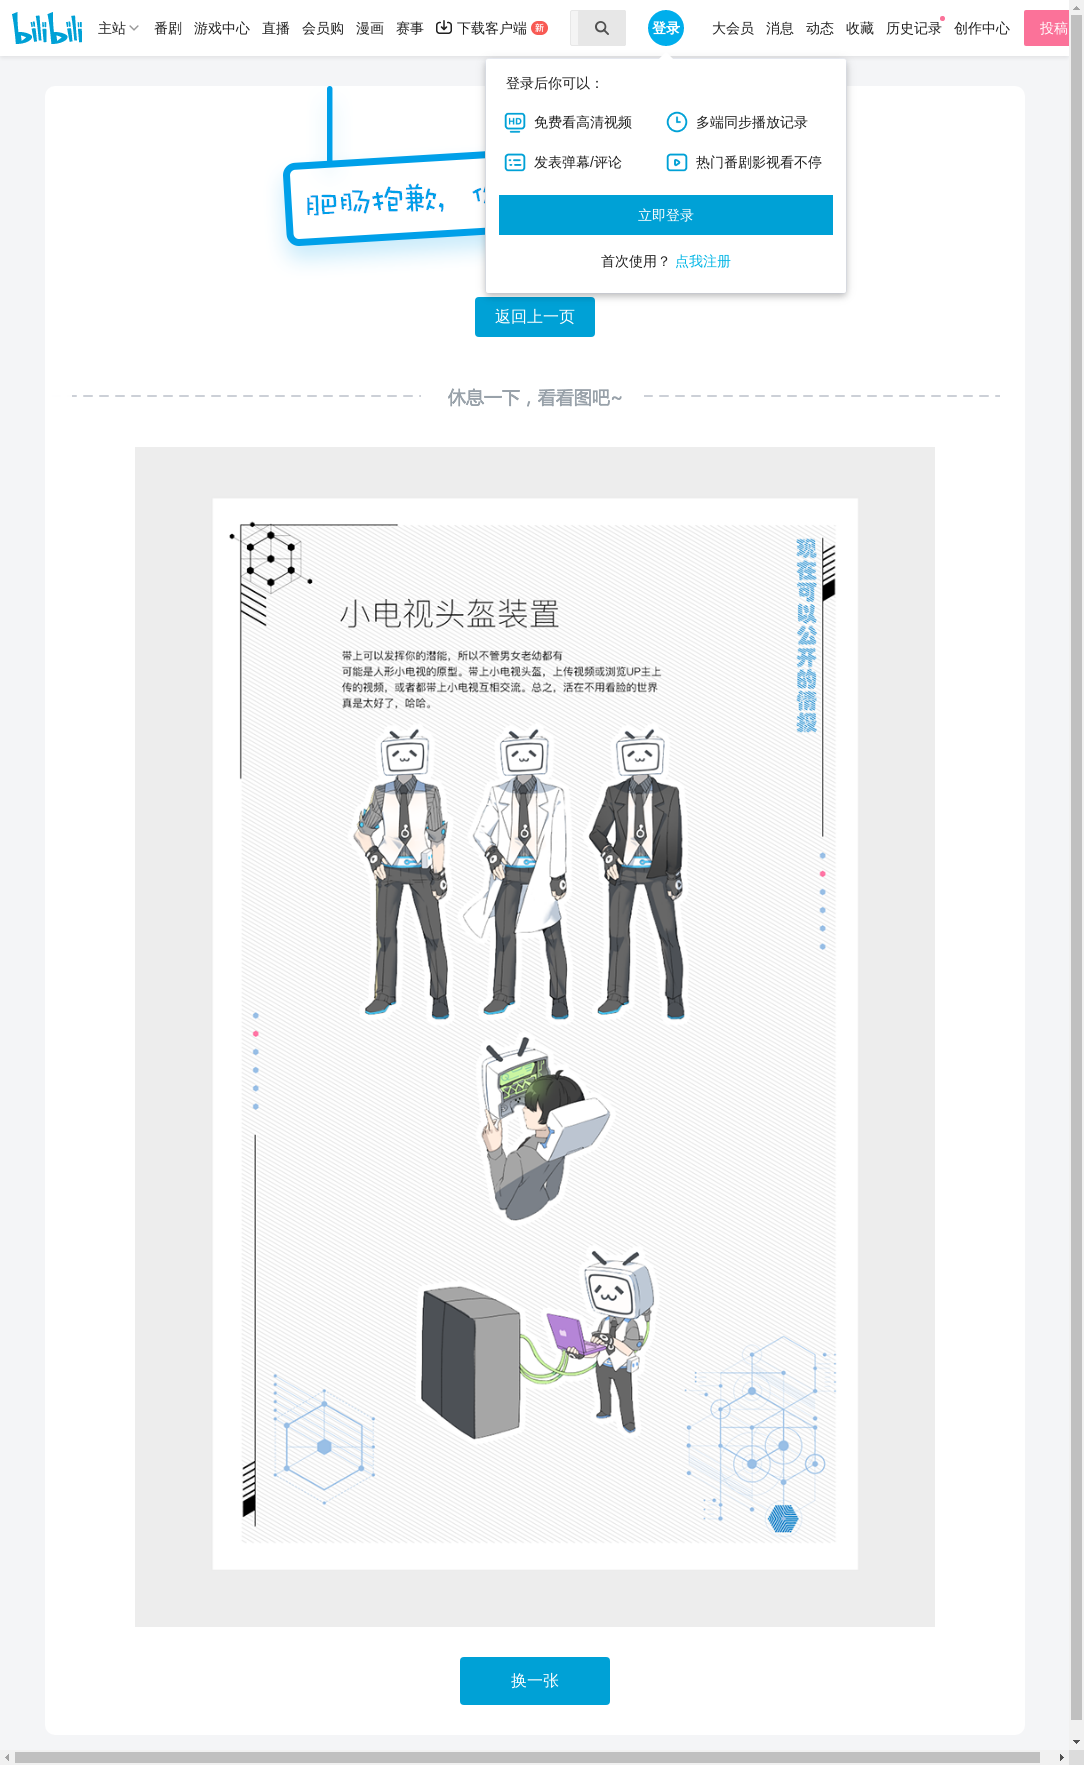 bilibili 主站 番剧 游戏中心 直播 会员购 漫画 赛事 下载客户端 新 登录 大会员 消息 动态 收藏 历史记录 创作中心 投稿
登录后你可以：
HD 免费看高清视频 多端同步播放记录
发表弹幕/评论 热门番剧影视看不停
立即登录
首次使用？ 点我注册
肥肠抱歉,
返回上一页
休息一下，看看图吧~
现在可以公开的情报
小电视头盔装置
带上可以发挥你的潜能，所以不管男女老幼都有
可能是人形小电视的原型。带上小电视头盔，上传视频或浏览UP主上
传的视频，或者都带上小电视互相交流。总之，活在不用看脸的世界
真是太好了，哈哈。
换一张